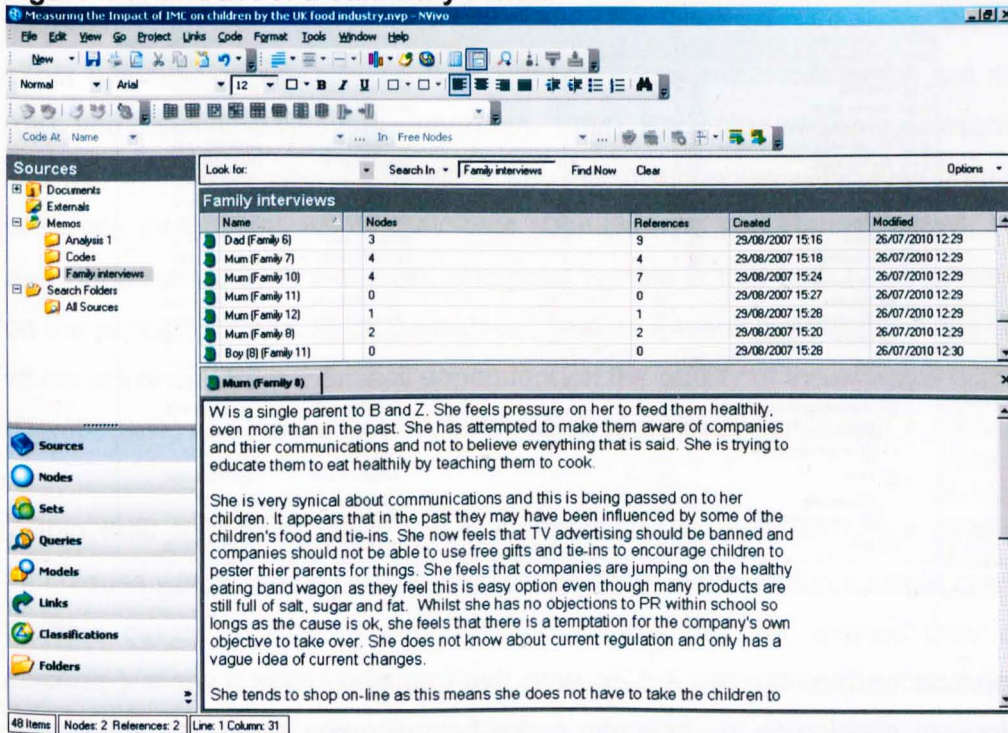 Measuring the Impact of IMC on children by the UK food industry.nvp - NVivo
File Edit View Go Project Links Code Format Tools Window Help
New
Normal Arial 12 B I U
Code At Name ... In Free Nodes ...
Sources
Documents
Externals
Memos
Analysis 1
Codes
Family interviews
Search Folders
All Sources
Look for: Search In Family interviews Find Now Clear Options
Family interviews
Name Nodes References Created Modified
Dad (Family 6) 3 9 29/08/2007 15:16 26/07/2010 12:29
Mum (Family 7) 4 4 29/08/2007 15:18 26/07/2010 12:29
Mum (Family 10) 4 7 29/08/2007 15:24 26/07/2010 12:29
Mum (Family 11) 0 0 29/08/2007 15:27 26/07/2010 12:29
Mum (Family 12) 1 1 29/08/2007 15:28 26/07/2010 12:29
Mum (Family 8) 2 2 29/08/2007 15:20 26/07/2010 12:29
Boy (8) (Family 11) 0 0 29/08/2007 15:28 26/07/2010 12:30
Mum (Family 8)
W is a single parent to B and Z. She feels pressure on her to feed them healthily,
even more than in the past. She has attempted to make them aware of companies
and thier communications and not to believe everything that is said. She is trying to
educate them to eat healthily by teaching them to cook.
She is very synical about communications and this is being passed on to her
children. It appears that in the past they may have been influenced by some of the
children's food and tie-ins. She now feels that TV advertising should be banned and
companies should not be able to use free gifts and tie-ins to encourage children to
pester thier parents for things. She feels that companies are jumping on the healthy
eating band wagon as they feel this is easy option even though many products are
still full of salt, sugar and fat. Whilst she has no objections to PR within school so
longs as the cause is ok, she feels that there is a temptation for the company's own
objective to take over. She does not know about current regulation and only has a
vague idea of current changes.
She tends to shop on-line as this means she does not have to take the children to
Sources
Nodes
Sets
Queries
Models
Links
Classifications
Folders
48 Items Nodes: 2 References: 2 Line: 1 Column: 31